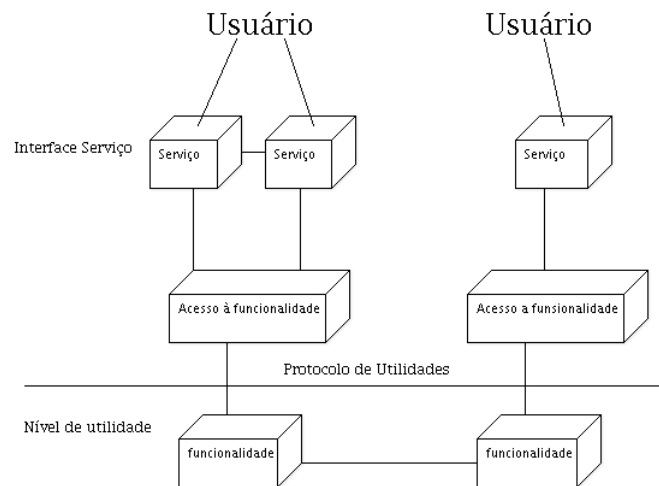 Usuário
Usuário
Interface Serviço
Serviço
Serviço
Serviço
Acesso à funcionalidade
Acesso a funsionalidade
Protocolo de Utilidades
Nível de utilidade
funcionalidade
funcionalidade